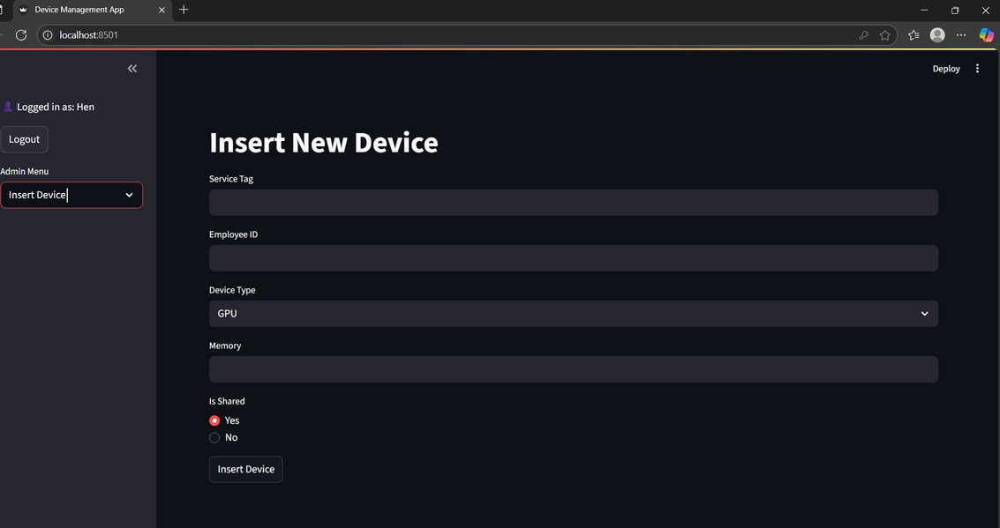 Device Management App
localhost:8501
Deploy
Logged in as: Hen
Logout
Admin Menu
Insert Device
Insert New Device
Service Tag
Employee ID
Device Type
GPU
Memory
Is Shared
Yes
No
Insert Device